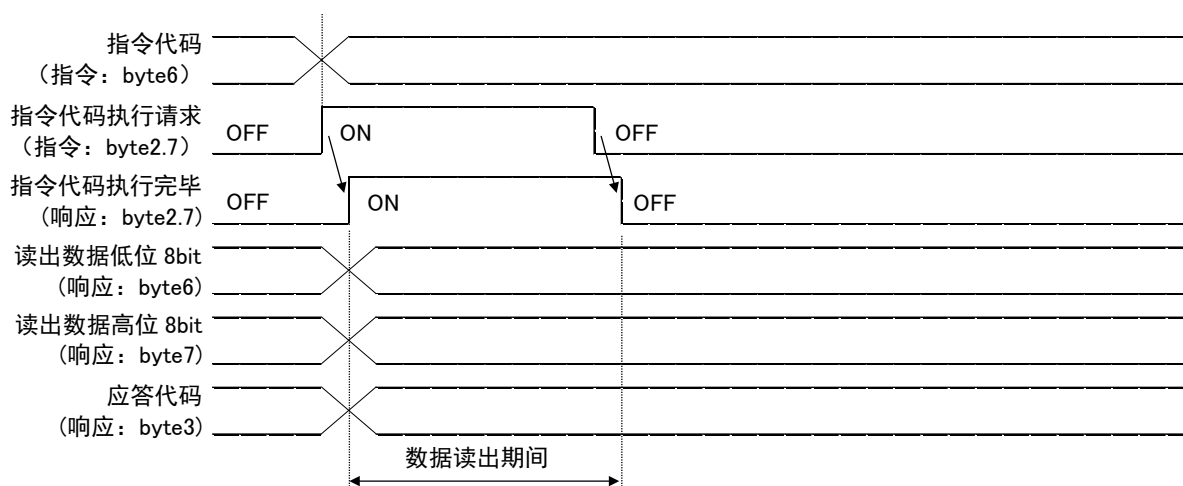 指令代码
（指令：byte6）
指令代码执行请求
（指令：byte2.7）
OFF
ON
OFF
指令代码执行完毕
(响应：byte2.7)
OFF
ON
OFF
读出数据低位 8bit
(响应：byte6)
读出数据高位 8bit
(响应：byte7)
应答代码
(响应：byte3)
数据读出期间